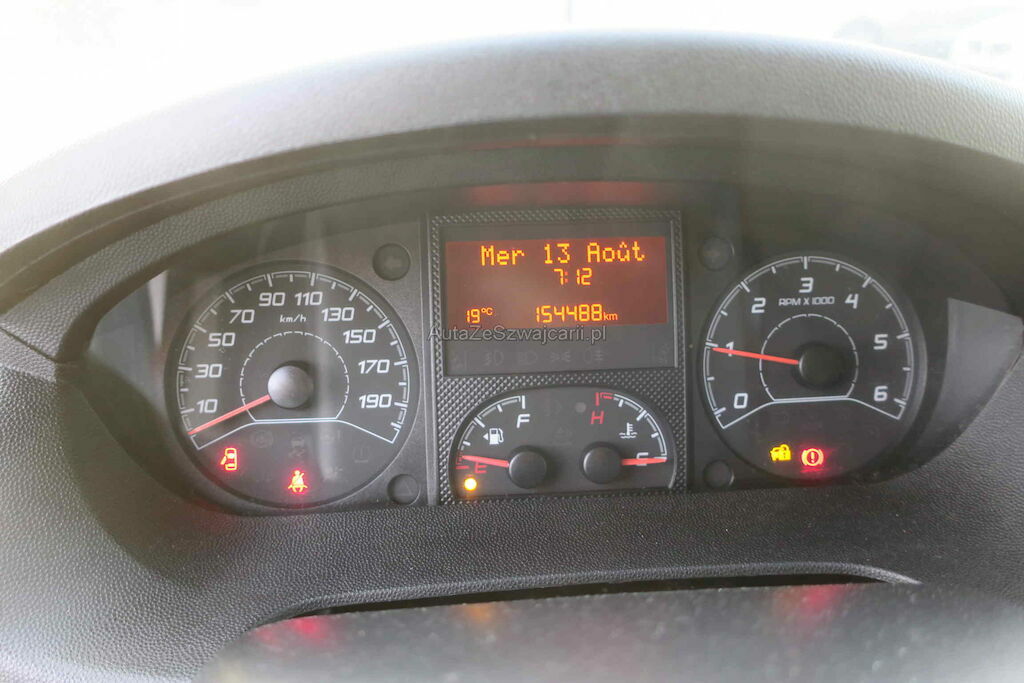 Mer 13 Août
7:12
19°C 154488 km
AutaZeSzwajcarii.pl
10 30 50 70 90 110 130 150 170 190
km/h
0 1 2 3 4 5 6
RPM X 1000
E F
H C